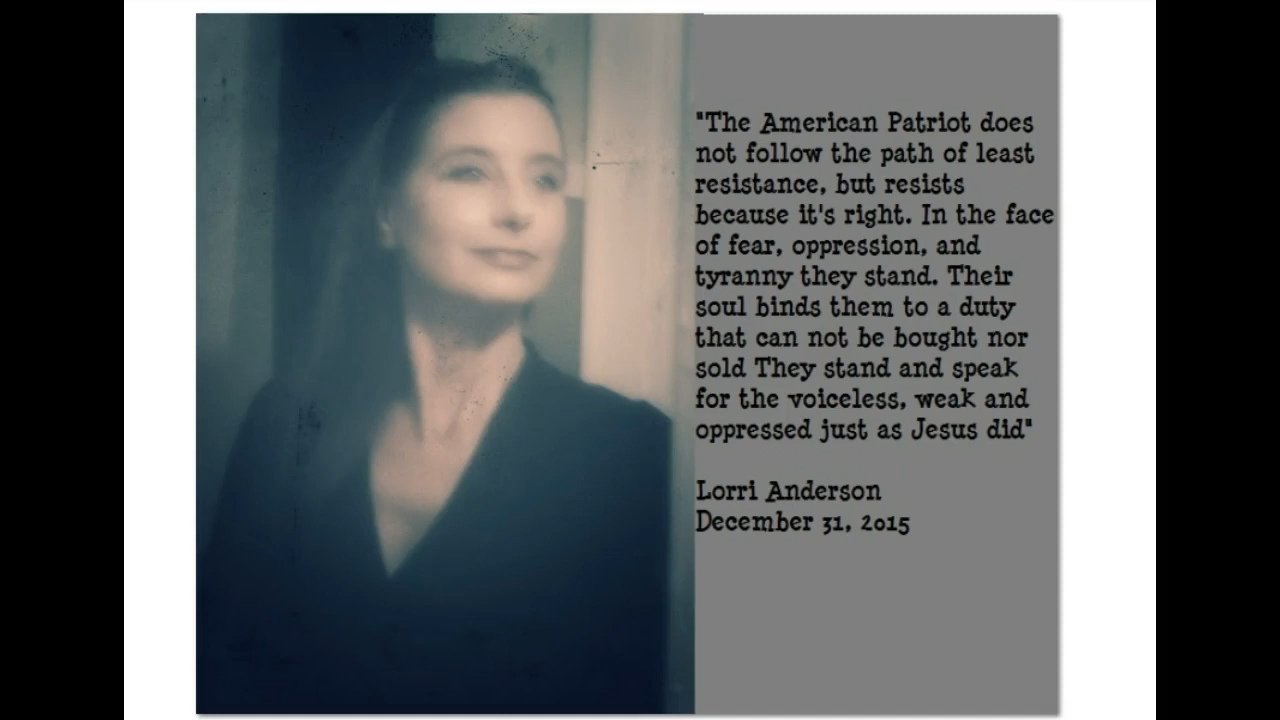 "The American Patriot does
not follow the path of least
resistance, but resists
because it's right. In the face
of fear, oppression, and
tyranny they stand. Their
soul binds them to a duty
that can not be bought nor
sold They stand and speak
for the voiceless, weak and
oppressed just as Jesus did"
Lorri Anderson
December 31, 2015